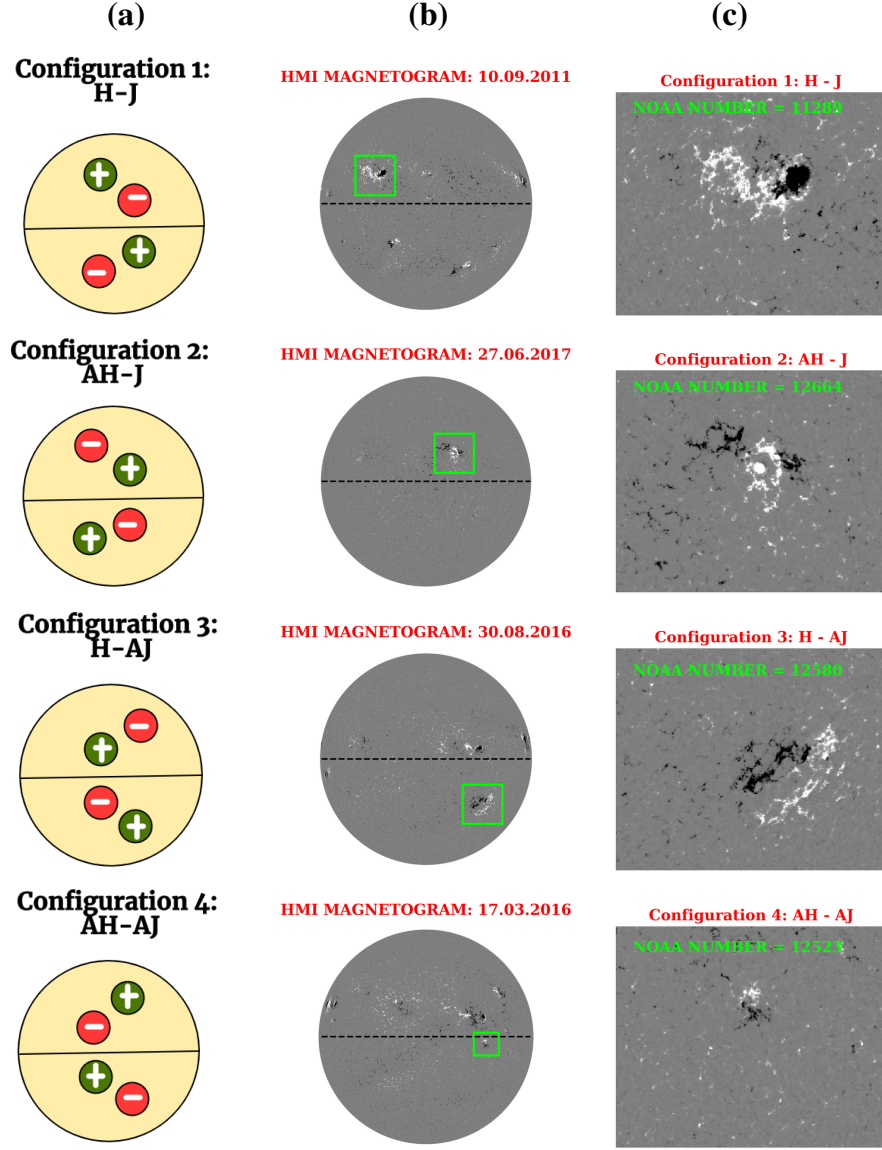 (a) (b) (c)
Configuration 1:
H-J
HMI MAGNETOGRAM: 10.09.2011
Configuration 1: H - J
NOAA NUMBER = 11289
+
−
+
−
Configuration 2:
AH-J
HMI MAGNETOGRAM: 27.06.2017
Configuration 2: AH - J
NOAA NUMBER = 12664
−
+
−
+
Configuration 3:
H-AJ
HMI MAGNETOGRAM: 30.08.2016
Configuration 3: H - AJ
NOAA NUMBER = 12580
−
+
−
+
Configuration 4:
AH-AJ
HMI MAGNETOGRAM: 17.03.2016
Configuration 4: AH - AJ
NOAA NUMBER = 12523
+
−
+
−